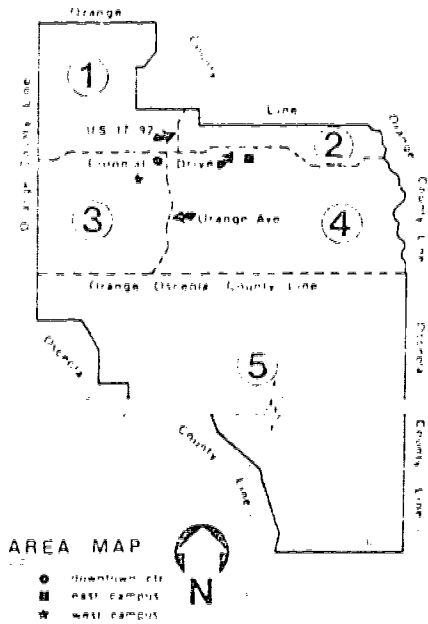 Orange
County
Line
1
Orange County Line
U.S. 17-92
2
Orange
County Line
Colonial Drive
3
Orange Ave
4
Orange Osceola County Line
Osceola
5
Osceola
County Line
County
Line
AREA MAP
downtown ctr
east campus
west campus
N